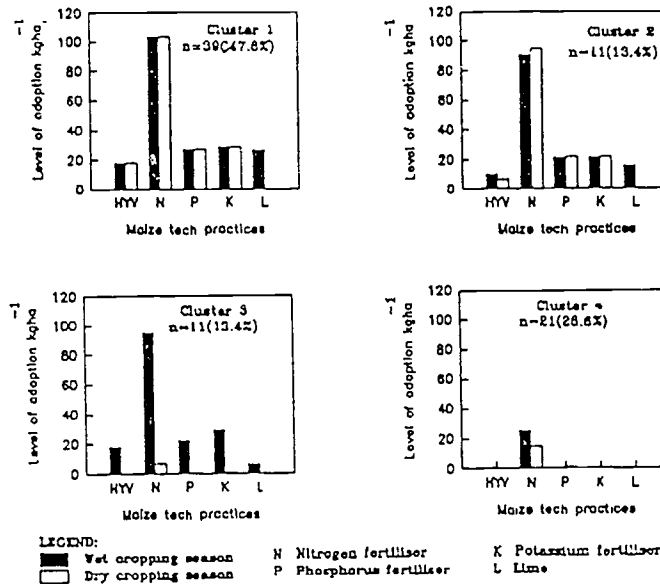 Cluster 1
n=39(47.6%)
Level of adoption kgha⁻¹
120
100
80
60
40
20
0
HYV N P K L
Maize tech practices
Cluster 2
n-11(13.4%)
Level of adoption kgha⁻¹
120
100
80
60
40
20
0
HYV N P K L
Maize tech practices
Cluster 3
n-11(13.4%)
Level of adoption kgha⁻¹
120
100
80
60
40
20
0
HYV N P K L
Maize tech practices
Cluster 4
n-21(26.6%)
Level of adoption kgha⁻¹
120
100
80
60
40
20
0
HYV N P K L
Maize tech practices
LEGEND:
Wet cropping season
Dry cropping season
N Nitrogen fertiliser
P Phosphorus fertiliser
K Potassium fertiliser
L Lime